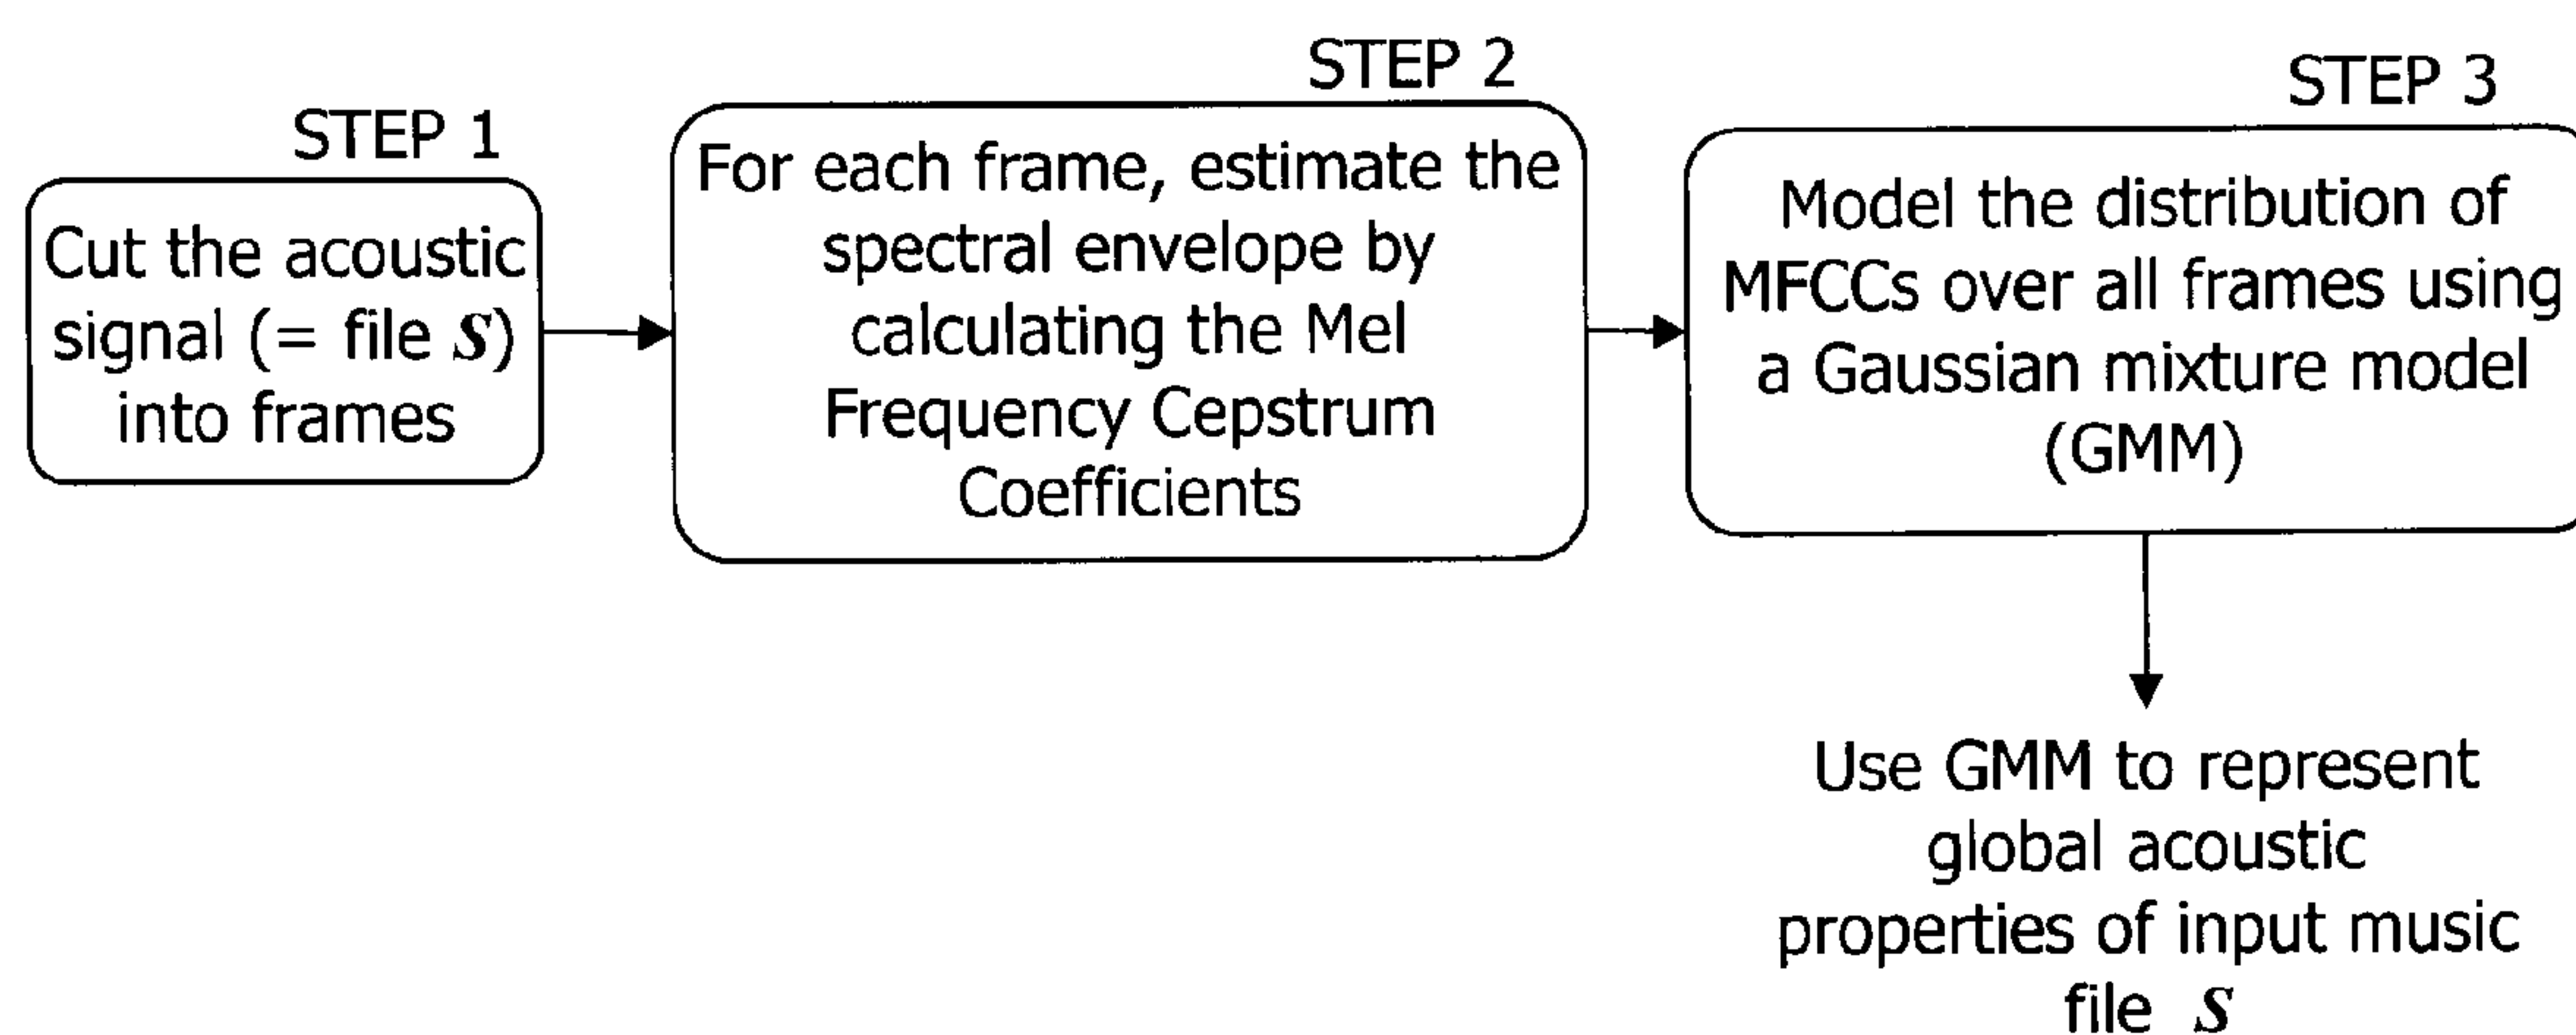 STEP 1
Cut the acoustic
signal (= file S)
into frames
STEP 2
For each frame, estimate the
spectral envelope by
calculating the Mel
Frequency Cepstrum
Coefficients
STEP 3
Model the distribution of
MFCCs over all frames using
a Gaussian mixture model
(GMM)
Use GMM to represent
global acoustic
properties of input music
file S